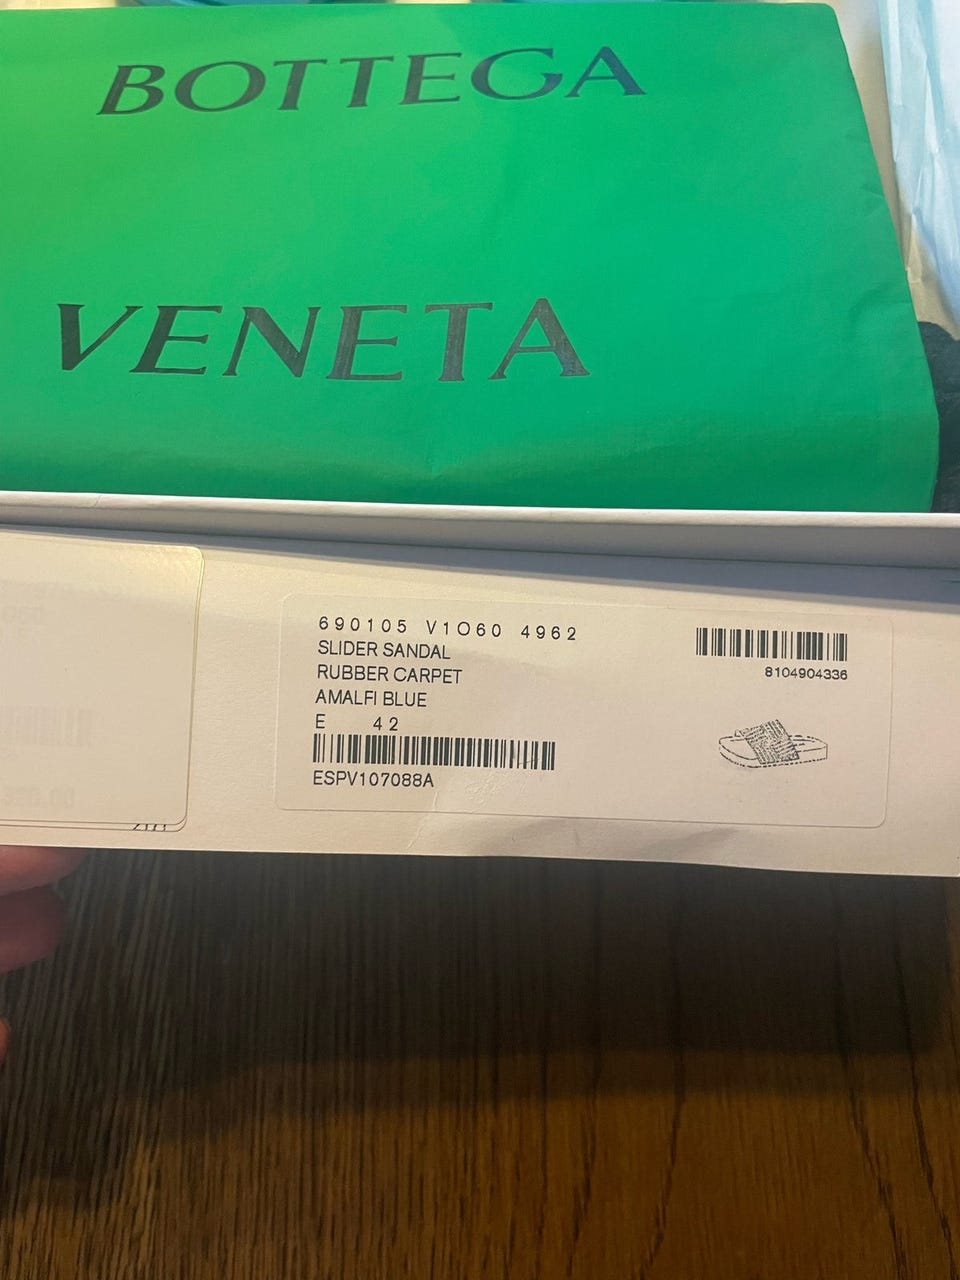 BOTTEGA
VENETA
690105 V1O60 4962
SLIDER SANDAL
RUBBER CARPET
AMALFI BLUE
E 42
ESPV107088A
8104904336